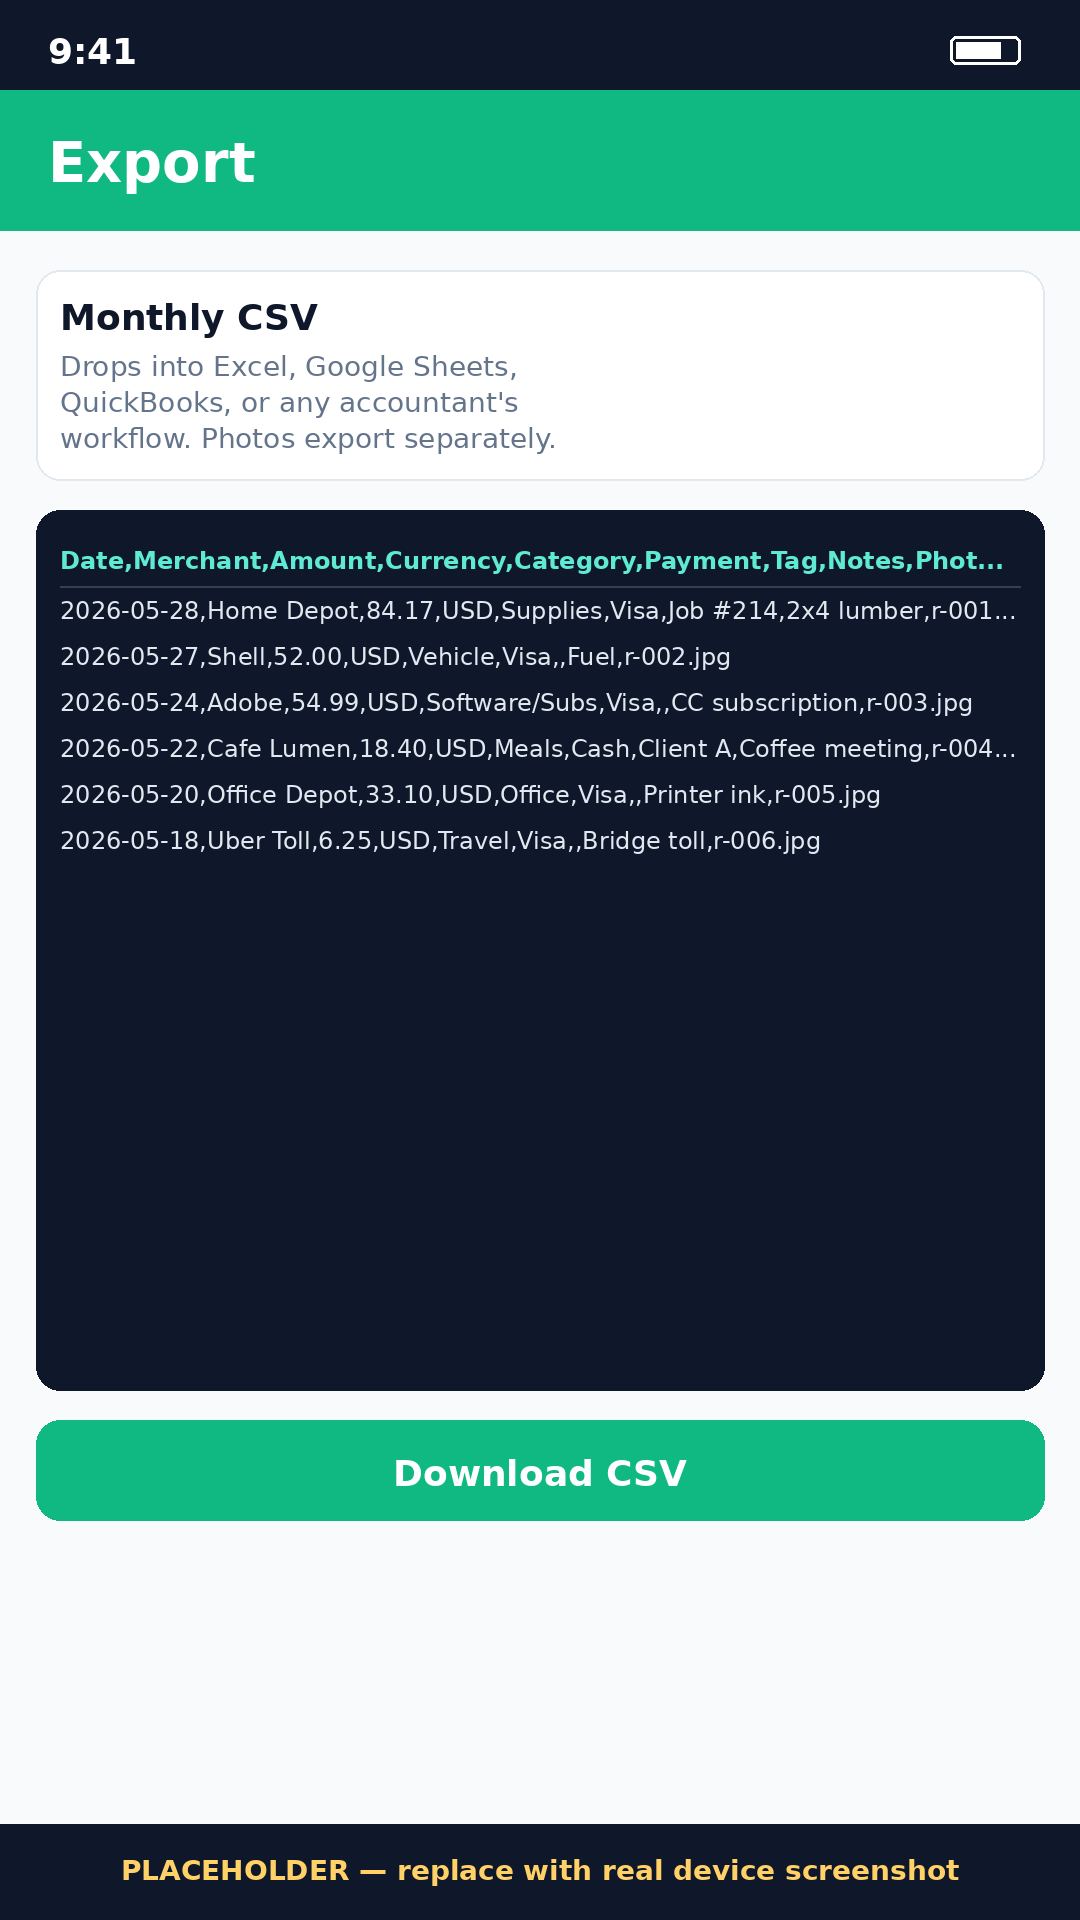 9:41
Export
Monthly CSV
Drops into Excel, Google Sheets,
QuickBooks, or any accountant's
workflow. Photos export separately.
Date,Merchant,Amount,Currency,Category,Payment,Tag,Notes,Phot...
2026-05-28,Home Depot,84.17,USD,Supplies,Visa,Job #214,2x4 lumber,r-001...
2026-05-27,Shell,52.00,USD,Vehicle,Visa,,Fuel,r-002.jpg
2026-05-24,Adobe,54.99,USD,Software/Subs,Visa,,CC subscription,r-003.jpg
2026-05-22,Cafe Lumen,18.40,USD,Meals,Cash,Client A,Coffee meeting,r-004...
2026-05-20,Office Depot,33.10,USD,Office,Visa,,Printer ink,r-005.jpg
2026-05-18,Uber Toll,6.25,USD,Travel,Visa,,Bridge toll,r-006.jpg
Download CSV
PLACEHOLDER — replace with real device screenshot